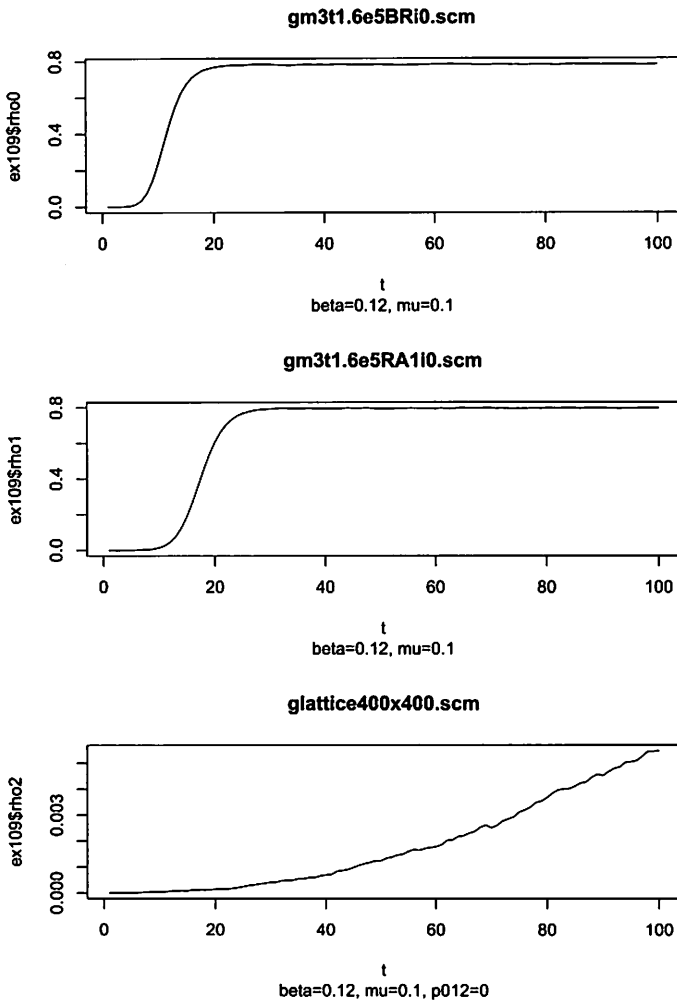 gm3t1.6e5BRi0.scm
ex109$rho0
0.8
0.4
0.0
0 20 40 60 80 100
t
beta=0.12, mu=0.1
gm3t1.6e5RA1i0.scm
ex109$rho1
0.8
0.4
0.0
0 20 40 60 80 100
t
beta=0.12, mu=0.1
glattice400x400.scm
ex109$rho2
0.003
0.000
0 20 40 60 80 100
t
beta=0.12, mu=0.1, p012=0